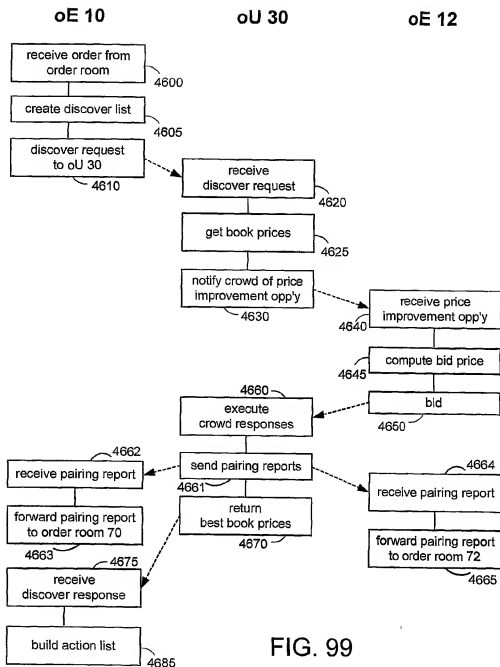 oE 10
oU 30
oE 12
receive order from
order room
4600
create discover list
4605
discover request
to oU 30
4610
receive
discover request
4620
get book prices
4625
notify crowd of price
improvement opp'y
4630
receive price
improvement opp'y
4640
compute bid price
4645
bid
4650
4660
execute
crowd responses
4662
receive pairing report
send pairing reports
4661
4664
receive pairing report
forward pairing report
to order room 70
4663
return
best book prices
4670
forward pairing report
to order room 72
4665
4675
receive
discover response
build action list
4685
FIG. 99